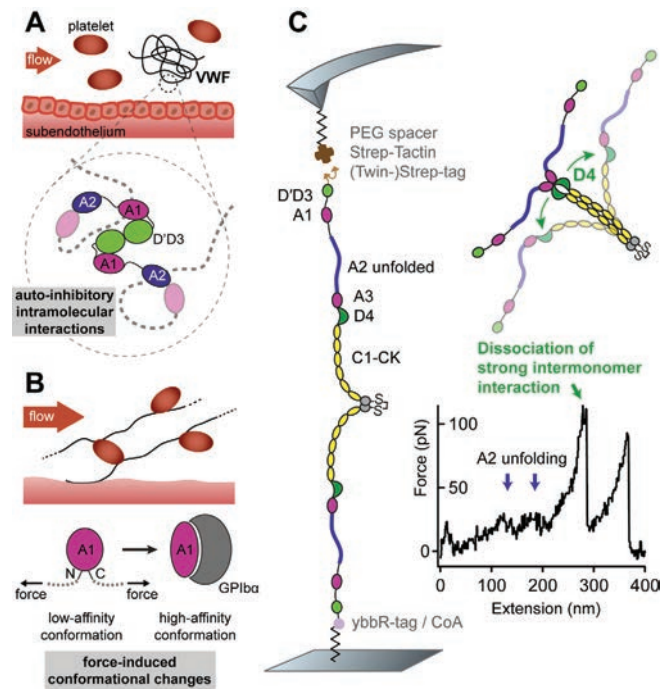 A
platelet
flow
VWF
subendothelium
A2
A1
D'D3
A1
A2
auto-inhibitory
intramolecular
interactions
B
flow
A1
N
C
force
force
A1
GPIbα
low-affinity
conformation
high-affinity
conformation
force-induced
conformational changes
C
PEG spacer
Strep-Tactin
(Twin-)Strep-tag
D'D3
A1
A2 unfolded
A3
D4
C1-CK
S
S
ybbR-tag / CoA
D4
S
S
Dissociation of
strong intermonomer
interaction
A2 unfolding
Force (pN)
100
50
0
0
100
200
300
400
Extension (nm)